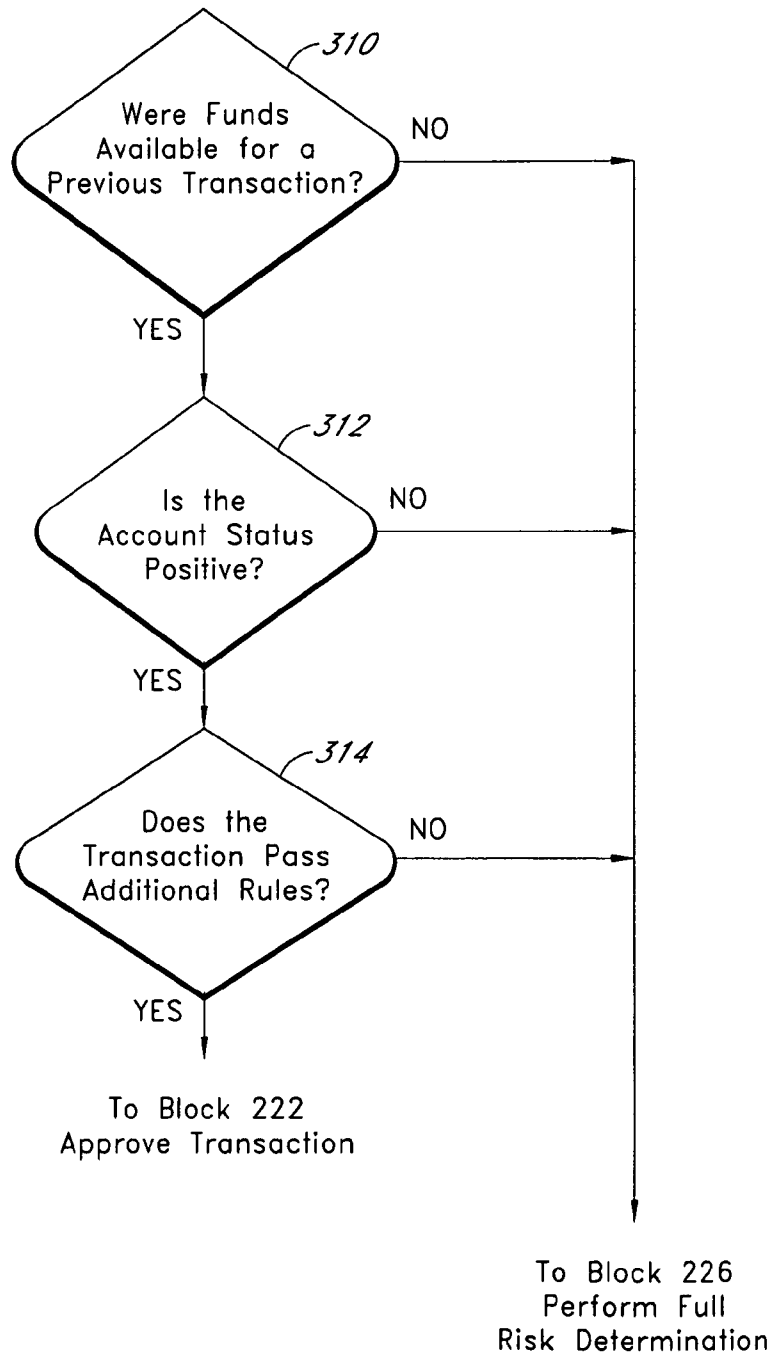 310
Were Funds
Available for a
Previous Transaction?
NO
YES
312
Is the
Account Status
Positive?
NO
YES
314
Does the
Transaction Pass
Additional Rules?
NO
YES
To Block 222
Approve Transaction
To Block 226
Perform Full
Risk Determination